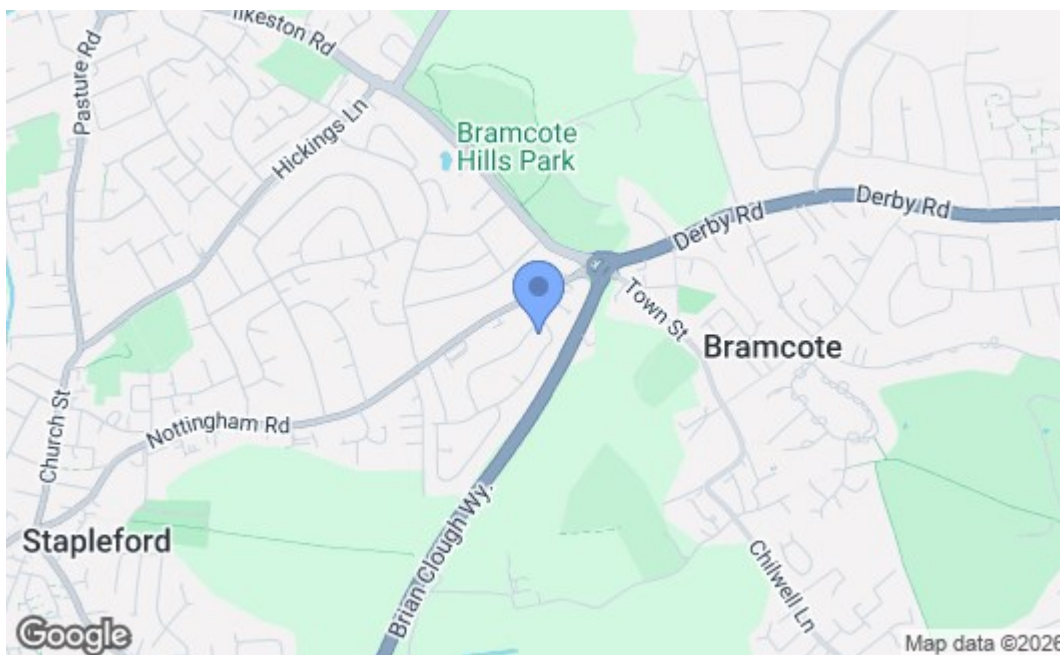 Ilkeston Rd
Pasture Rd
Hickings Ln
Bramcote
Hills Park
Derby Rd
Derby Rd
Town St
Bramcote
Church St
Nottingham Rd
Stapleford
Brian Clough Wy.
Chilwell Ln
Google
Map data ©2026